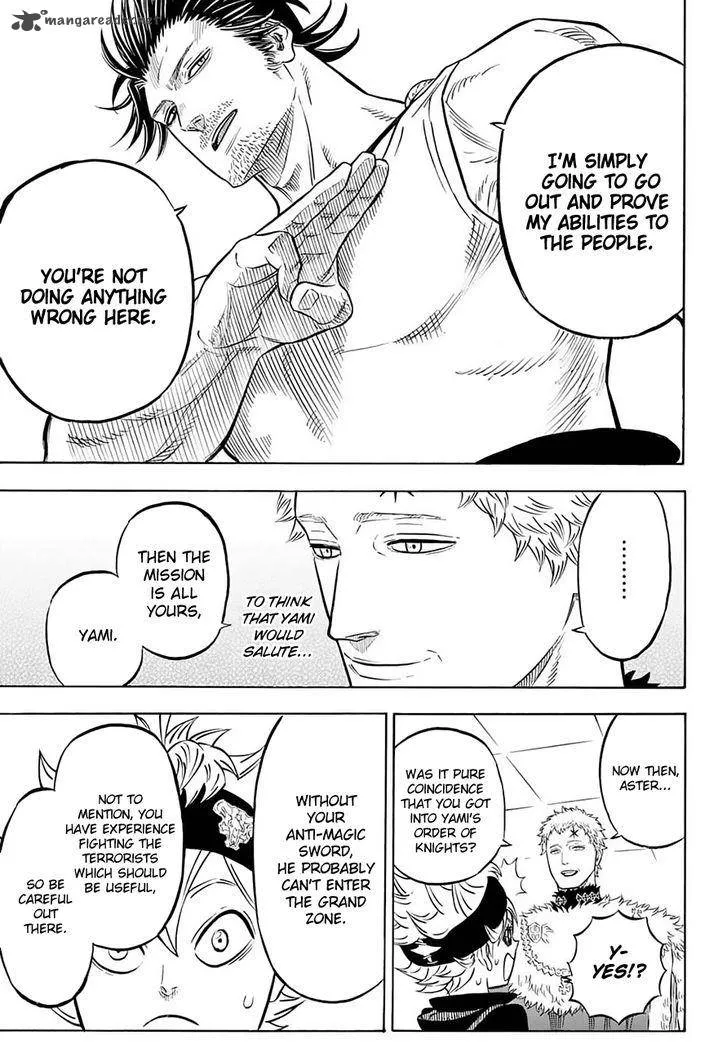 mangareader.net
I'M SIMPLY
GOING TO GO
OUT AND PROVE
MY ABILITIES TO
THE PEOPLE.
YOU'RE NOT
DOING ANYTHING
WRONG HERE.
........
TO THINK
THAT YAMI
WOULD
SALUTE...
THEN THE
MISSION
IS ALL
YOURS,
YAMI.
NOW THEN,
ASTER...
WAS IT PURE
COINCIDENCE
THAT YOU GOT
INTO YAMI'S
ORDER OF
KNIGHTS?
Y-
YES!?
WITHOUT
YOUR
ANTI-MAGIC
SWORD,
HE PROBABLY
CAN'T ENTER
THE GRAND
ZONE.
NOT TO
MENTION, YOU
HAVE EXPERIENCE
FIGHTING THE
TERRORISTS
WHICH SHOULD
BE USEFUL,
SO BE
CAREFUL
OUT
THERE.